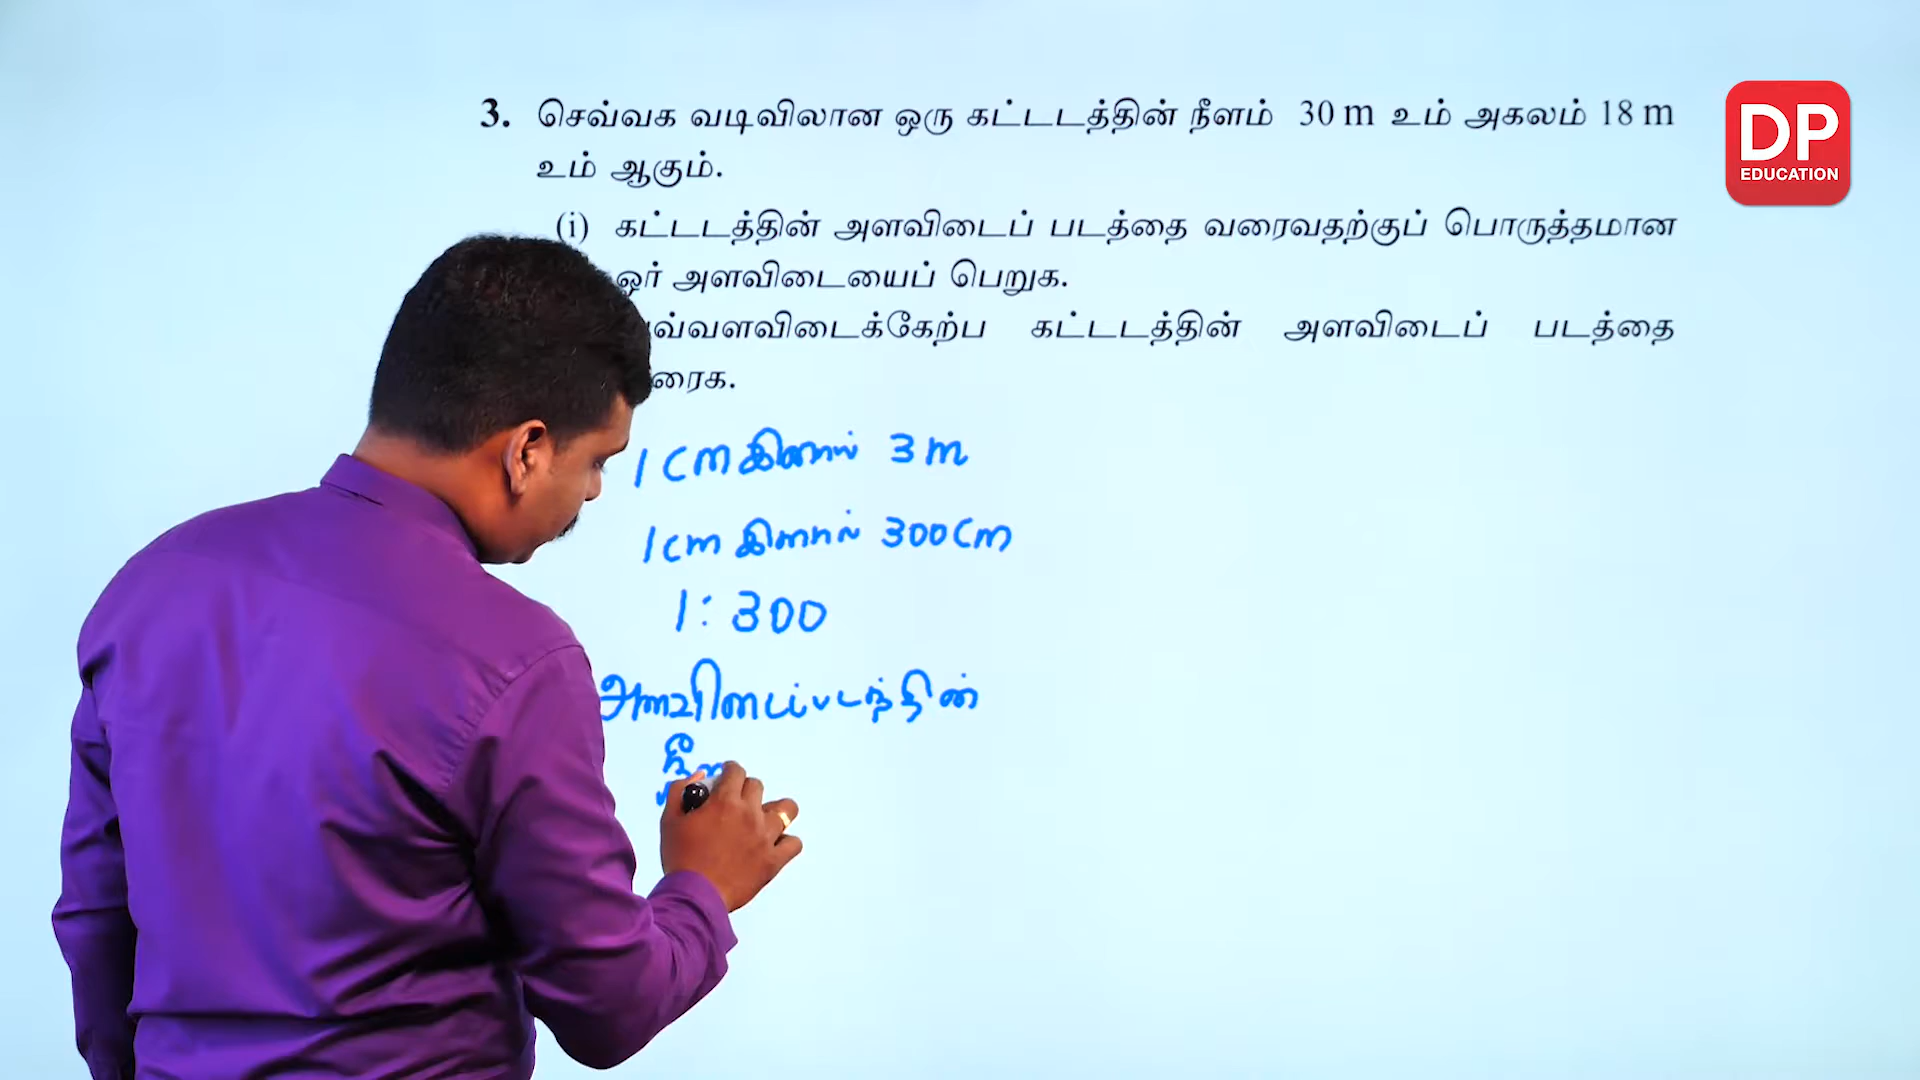 3. செவ்வக வடிவிலான ஒரு கட்டடத்தின் நீளம் 30 m உம் அகலம் 18 m
உம் ஆகும்.
(i) கட்டடத்தின் அளவிடைப் படத்தை வரைவதற்குப் பொருத்தமான
ஓர் அளவிடையைப் பெறுக.
வ்வளவிடைக்கேற்ப கட்டடத்தின் அளவிடைப் படத்தை
ரைக.
1 cm இனால் 3 m
1 cm இனால் 300 cm
1 : 300
அளவிடைப்படத்தின்
நீள
DP
EDUCATION